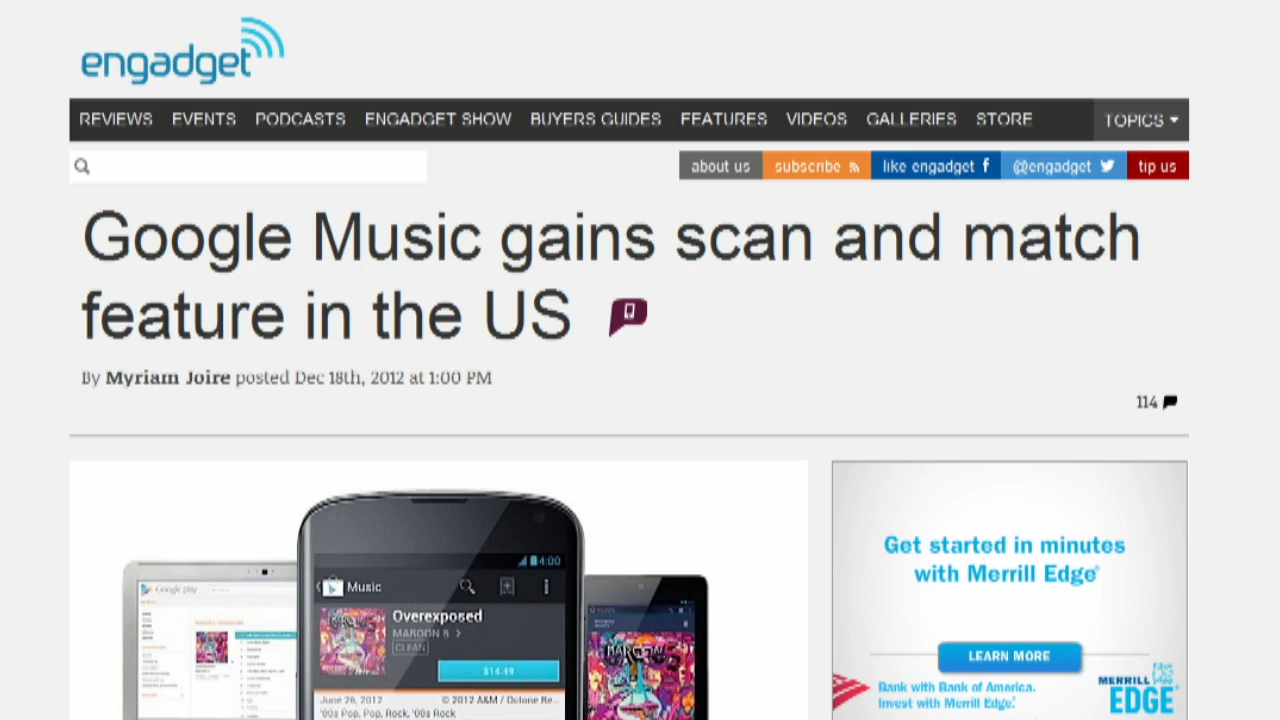 engadget
REVIEWS EVENTS PODCASTS ENGADGET SHOW BUYERS GUIDES FEATURES VIDEOS GALLERIES STORE TOPICS
about us subscribe like engadget f @engadget tip us
Google Music gains scan and match
feature in the US
By Myriam Joire posted Dec 18th, 2012 at 1:00 PM
114
Get started in minutes
with Merrill Edge®
4:00
Music
Google play
Overexposed
MAROON 5
CLEAN
$14.49
LEARN MORE
June 26, 2012 © 2012 A&M / Octone Re...
'00s Pop, Pop, Rock, '00s Rock
Bank with Bank of America.
Invest with Merrill Edge.®
MERRILL
EDGE®